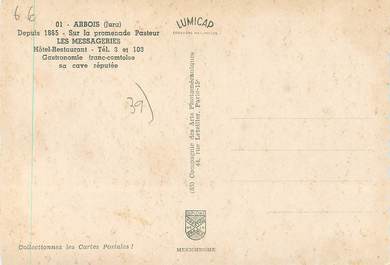 66
01 - ARBOIS (Jura)
Depuis 1865 - Sur la promenade Pasteur
LES MESSAGERIES
Hôtel-Restaurant - Tél. 3 et 103
Gastronomie franc-comtoise
sa cave réputée
LUMICAP
39)
(35) Compagnie des Arts Photomécaniques
44, rue Letellier, Paris-15e
MEXICHROME
Collectionnez les Cartes Postales !